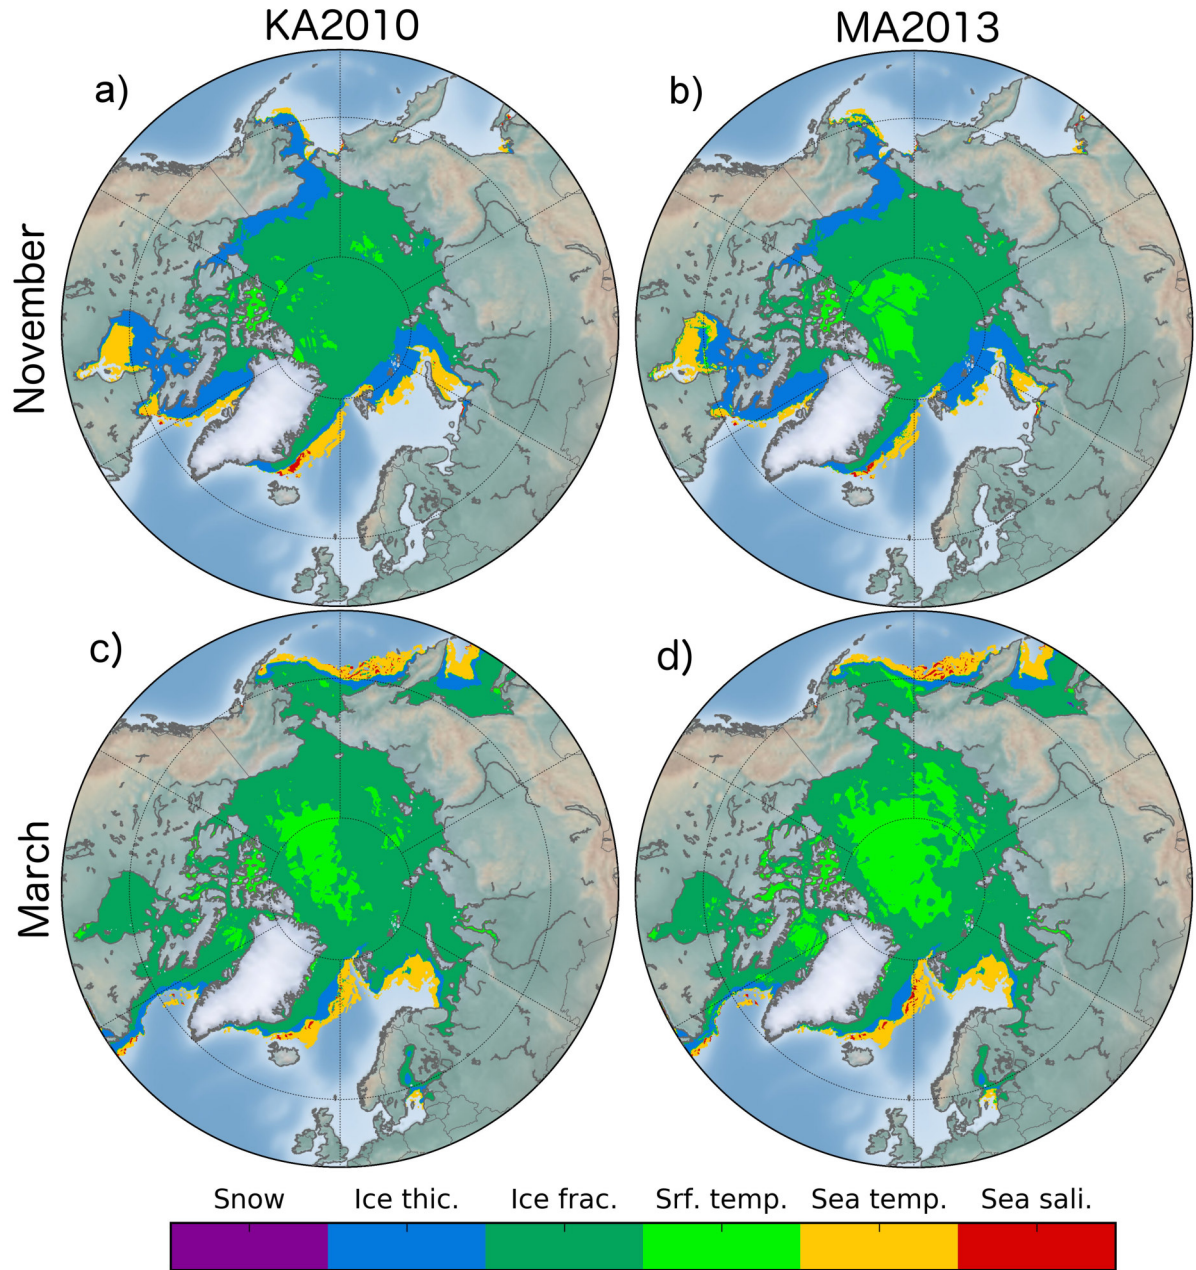 KA2010 MA2013
a) b)
November
c) d)
March
Snow Ice thic. Ice frac. Srf. temp. Sea temp. Sea sali.